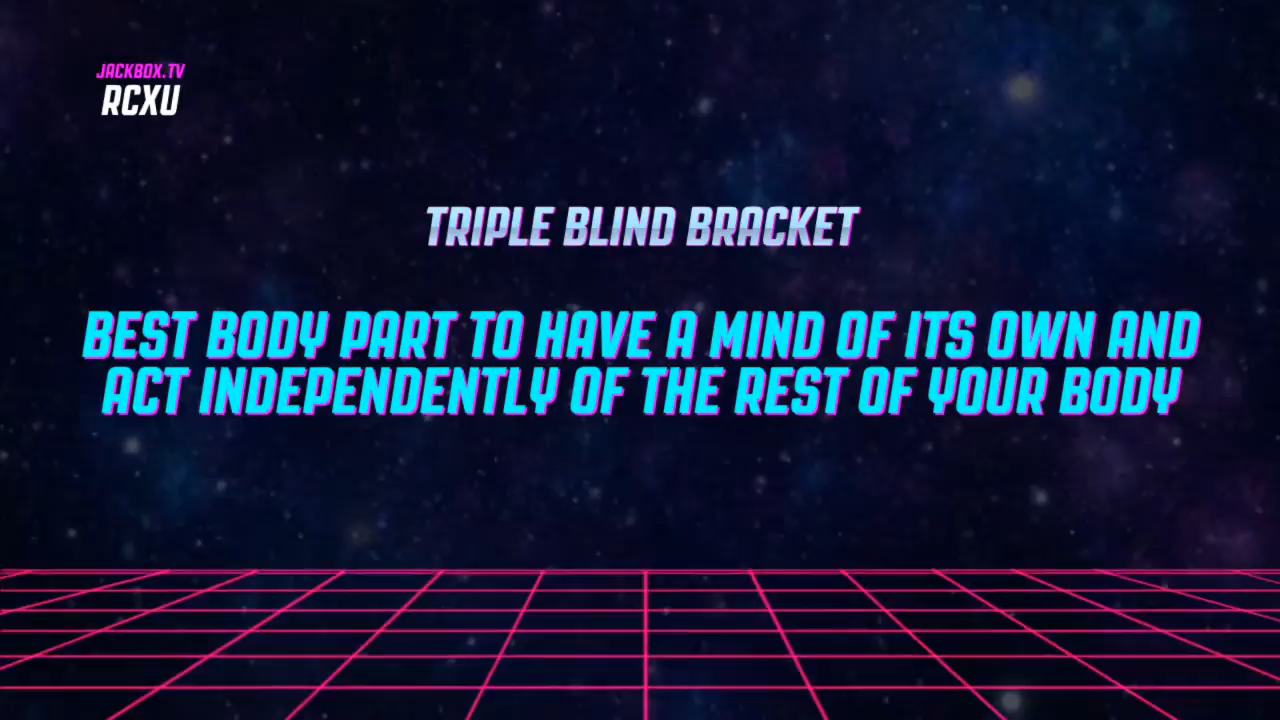 JACKBOX.TV
RCXU
TRIPLE BLIND BRACKET
BEST BODY PART TO HAVE A MIND OF ITS OWN AND
ACT INDEPENDENTLY OF THE REST OF YOUR BODY